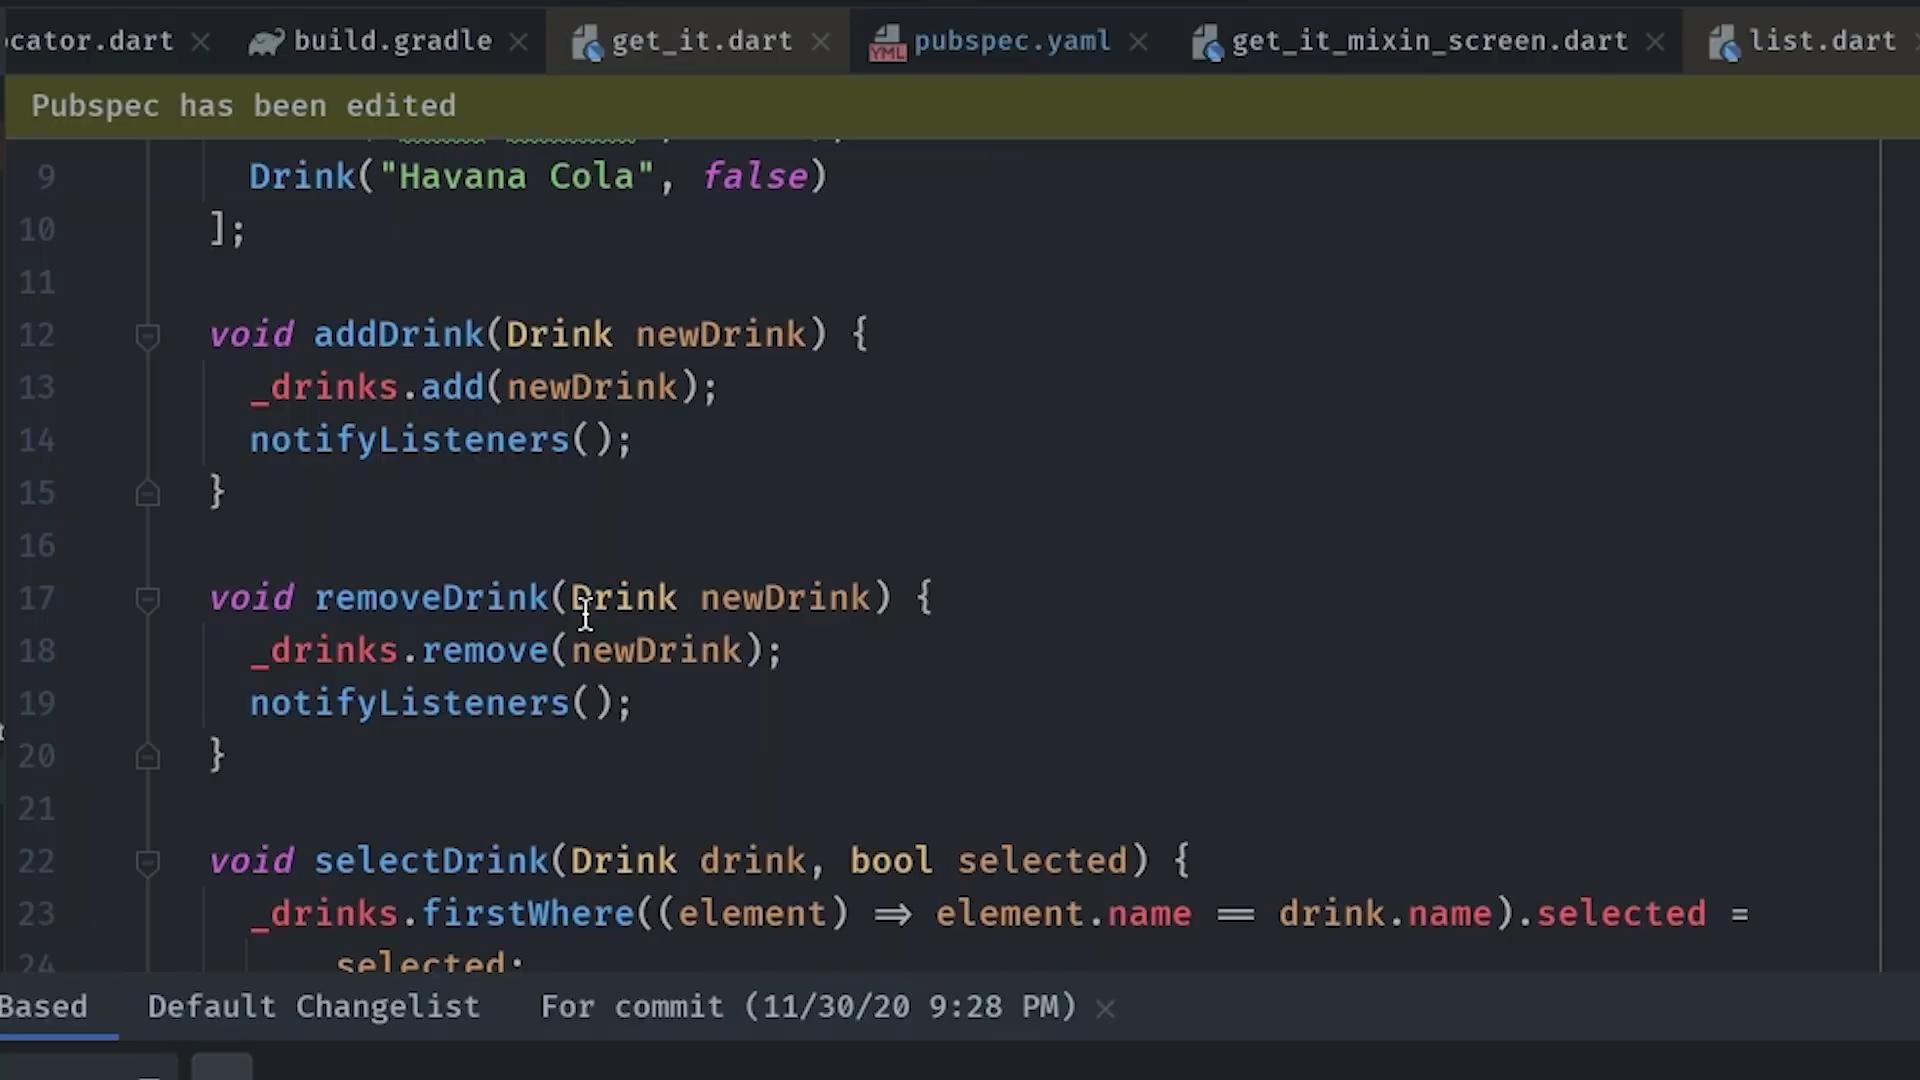 cator.dart × build.gradle × get_it.dart × YML pubspec.yaml × get_it_mixin_screen.dart × list.dart
Pubspec has been edited
9 Drink("Havana Cola", false)
10 ];
11
12 void addDrink(Drink newDrink) {
13 _drinks.add(newDrink);
14 notifyListeners();
15 }
16
17 void removeDrink(Drink newDrink) {
18 _drinks.remove(newDrink);
19 notifyListeners();
20 }
21
22 void selectDrink(Drink drink, bool selected) {
23 _drinks.firstWhere((element) => element.name == drink.name).selected =
24 selected;
Based Default Changelist For commit (11/30/20 9:28 PM) ×